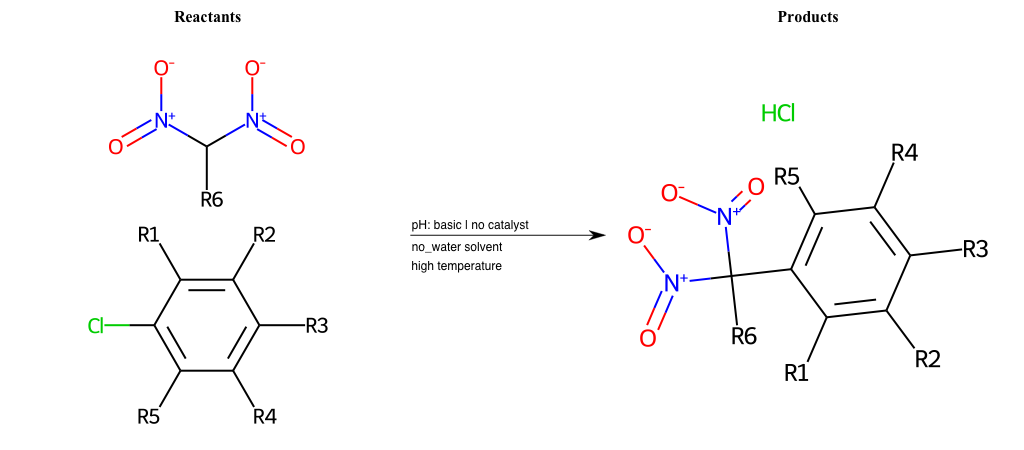 Reactants
Products
O-
O-
N+
N+
O
O
R6
R1
R2
Cl
R3
R5
R4
pH: basic | no catalyst
no_water solvent
high temperature
HCl
R4
R5
O-
O
N+
O-
R3
N+
O
R6
R2
R1